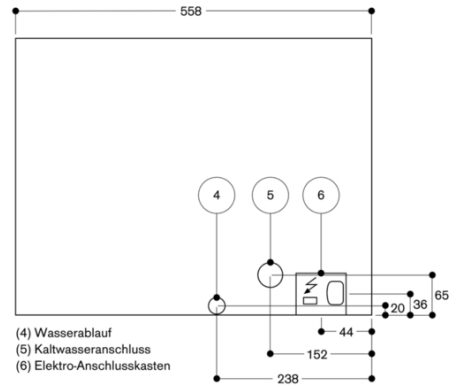 558
4 5 6
65
36
20
44
152
238
(4) Wasserablauf
(5) Kaltwasseranschluss
(6) Elektro-Anschlusskasten